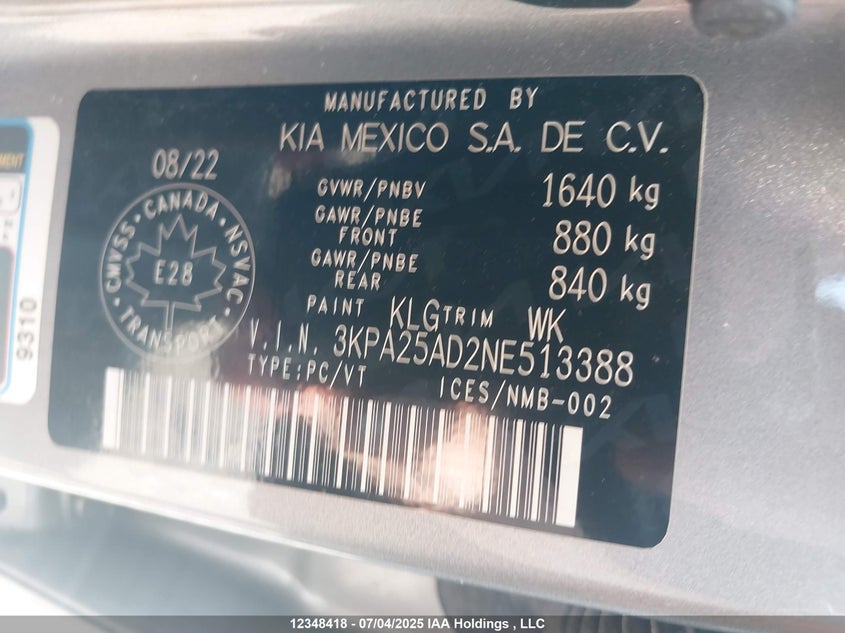 MANUFACTURED BY
KIA MEXICO S.A. DE C.V.
08/22
GVWR/PNBV 1640 kg
GAWR/PNBE FRONT 880 kg
GAWR/PNBE REAR 840 kg
CANADA · NSVAC · TRANSPORT · CMVSS ·
E28
PAINT KLG TRIM WK
V.I.N. 3KPA25AD2NE513388
TYPE:PC/VT
ICES/NMB-002
9310
12348418 - 07/04/2025 IAA Holdings , LLC